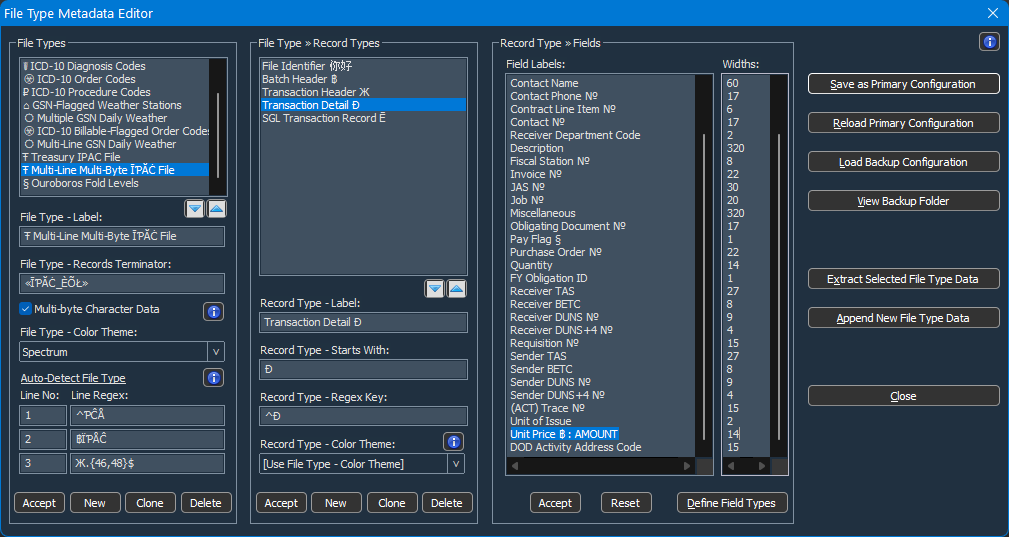 File Type Metadata Editor
File Types
ICD-10 Diagnosis Codes
ICD-10 Order Codes
ICD-10 Procedure Codes
⌂ GSN-Flagged Weather Stations
Multiple GSN Daily Weather
ICD-10 Billable-Flagged Order Codes
Multi-Line GSN Daily Weather
Ŧ Treasury IPAC File
Ŧ Multi-Line Multi-Byte ĨƤĂĊ File
§ Ouroboros Fold Levels
File Type - Label:
Ŧ Multi-Line Multi-Byte ĨƤĂĊ File
File Type - Records Terminator:
«ĨƤĂĊ_ÈÕŁ»
Multi-byte Character Data
File Type - Color Theme:
Spectrum
Auto-Detect File Type
Line No:
Line Regex:
1
^ƤĈÅ
2
฿ÏƤÅĈ
3
Ж.{46,48}$
Accept
New
Clone
Delete
File Type » Record Types
File Identifier 你好
Batch Header ฿
Transaction Header Ж
Transaction Detail Đ
SGL Transaction Record Ẽ
Record Type - Label:
Transaction Detail Đ
Record Type - Starts With:
Đ
Record Type - Regex Key:
^Đ
Record Type - Color Theme:
[Use File Type - Color Theme]
Accept
New
Clone
Delete
Record Type » Fields
Field Labels:
Widths:
Contact Name 60
Contact Phone Nº 17
Contract Line Item Nº 6
Contact Nº 17
Receiver Department Code 2
Description 320
Fiscal Station Nº 8
Invoice Nº 22
JAS Nº 30
Job Nº 20
Miscellaneous 320
Obligating Document Nº 17
Pay Flag § 1
Purchase Order Nº 22
Quantity 14
FY Obligation ID 1
Receiver TAS 27
Receiver BETC 8
Receiver DUNS Nº 9
Receiver DUNS+4 Nº 4
Requisition Nº 15
Sender TAS 27
Sender BETC 8
Sender DUNS Nº 9
Sender DUNS+4 Nº 4
(ACT) Trace Nº 15
Unit of Issue 2
Unit Price ฿ : AMOUNT 14
DOD Activity Address Code 15
Accept
Reset
Define Field Types
Save as Primary Configuration
Reload Primary Configuration
Load Backup Configuration
View Backup Folder
Extract Selected File Type Data
Append New File Type Data
Close